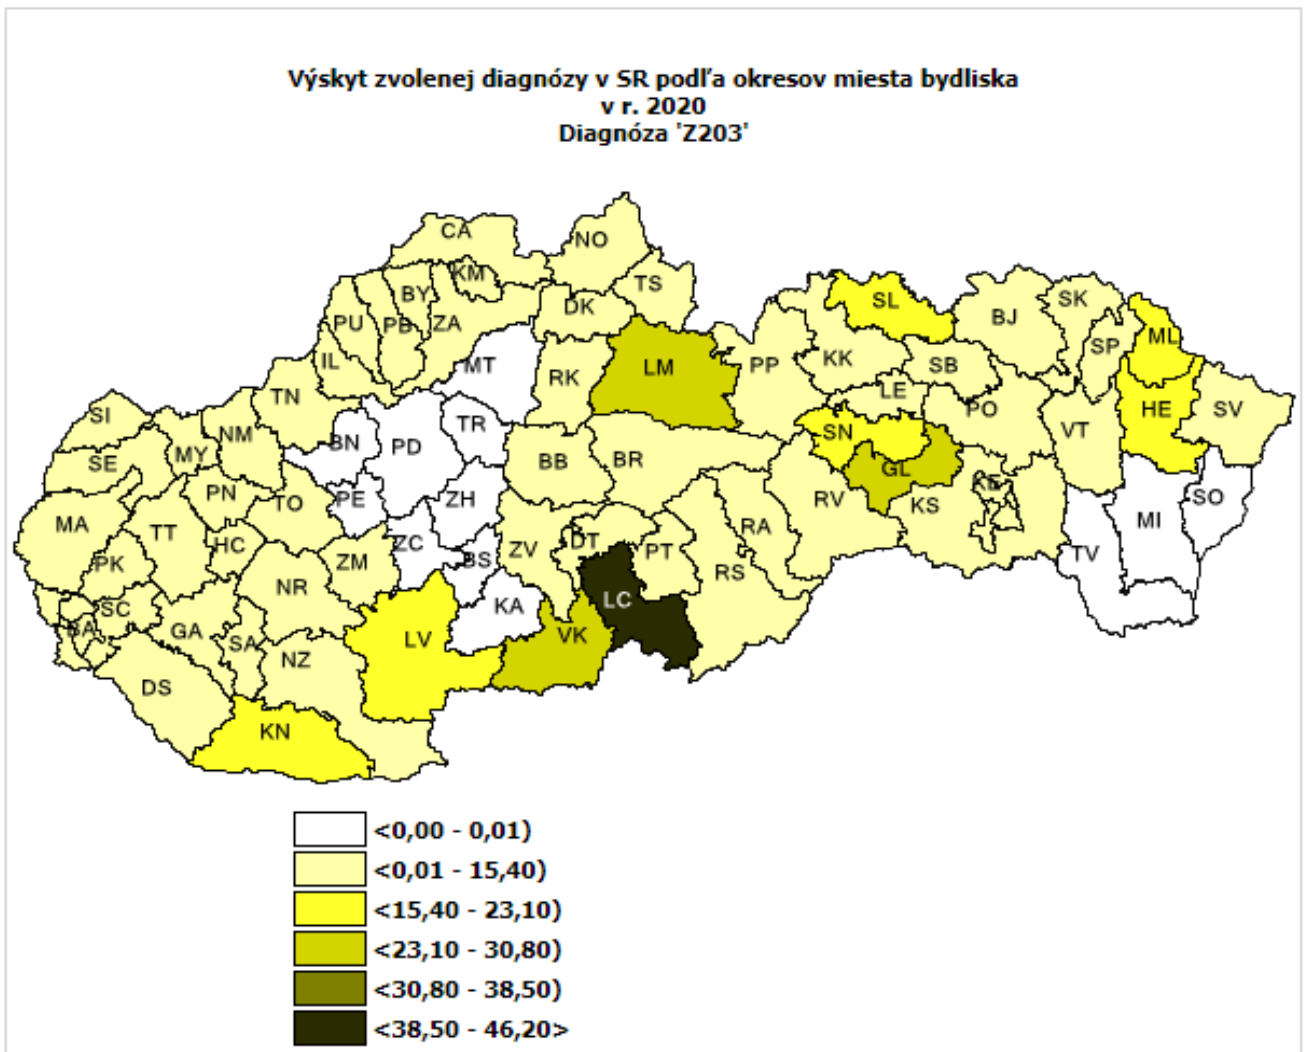 Výskyt zvolenej diagnózy v SR podľa okresov miesta bydliska
v r. 2020
Diagnóza 'Z203'
CA
NO
KM
TS
BY
DK
SL
SK
BJ
PU
PB
ZA
ML
SP
IL
MT
LM
PP
KK
SB
RK
TN
LE
SI
NM
BN
PD
TR
PO
HE
SV
SN
VT
MY
SE
BB
BR
GL
PN
TO
PE
ZH
KE
SO
RV
KS
MA
TT
HC
ZC
ZV
DT
PT
RA
MI
TV
PK
ZM
BS
RS
NR
SC
KA
LC
BA
GA
SA
LV
VK
NZ
DS
KN
<0,00 - 0,01)
<0,01 - 15,40)
<15,40 - 23,10)
<23,10 - 30,80)
<30,80 - 38,50)
<38,50 - 46,20>